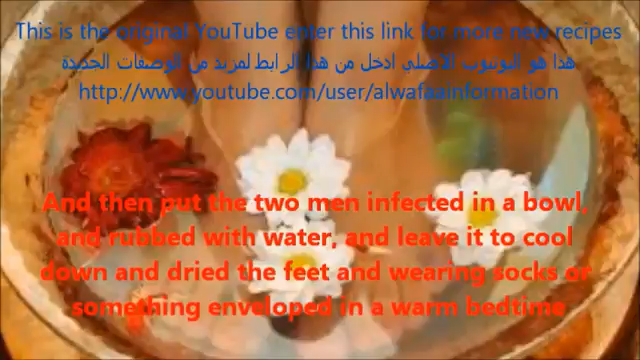 This is the original YouTube enter this link for more new recipes
هذا هو اليوتيوب الأصلي ادخل من هذا الرابط لمزيد من الوصفات الجديدة
http://www.youtube.com/user/alwafaainformation
And then put the two men infected in a bowl,
and rubbed with water, and leave it to cool
down and dried the feet and wearing socks or
something enveloped in a warm bedtime